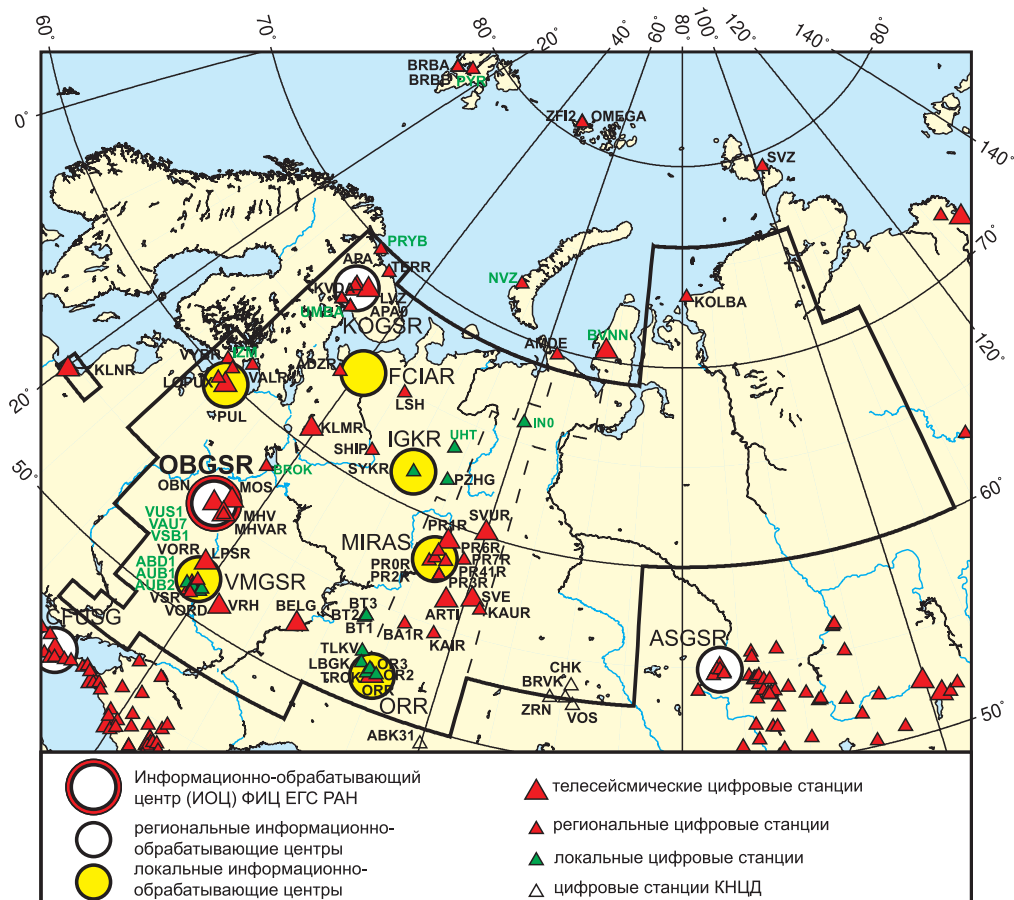 60°
70°
80°
20°
40°
60°
80°
100°
120°
140°
80°
0°
BRBA
BRBB
PYR
ZFI2
OMEGA
SVZ
140°
70°
PRYB
APA
TERR
KVDA
LVZ
UMBA
APA0
KOGSR
NVZ
KOLBA
BVNN
AMDE
120°
VYBR
IZM
KLNR
LOPUX
VALR
PUL
ADZR
FCIAR
LSH
20°
KLMR
SHIP
IGKR
UHT
IN0
SYKR
PZHG
BROK
OBGSR
OBN
MOS
MHV
MHVAR
50°
60°
VUS1
VAU7
VSB1
VORR
LPSR
ABD1
AUB1
AUB2
VSR
VMGSR
VORD
VRH
MIRAS
PR1R
SVUR
PR6R
PR0R
PR7R
PR2R
PR41R
PR3R
SVE
ARTI
KAUR
CFUSG
BELG
BT3
BT2
BT1
BA1R
KAIR
ASGSR
TLKV
LBGK
OR3
TROK
OR2
ORR
ORR
CHK
BRVK
ZRN
VOS
ABK31
50°
Информационно-обрабатывающий
центр (ИОЦ) ФИЦ ЕГС РАН
региональные информационно-
обрабатывающие центры
локальные информационно-
обрабатывающие центры
телесейсмические цифровые станции
региональные цифровые станции
локальные цифровые станции
цифровые станции КНЦД